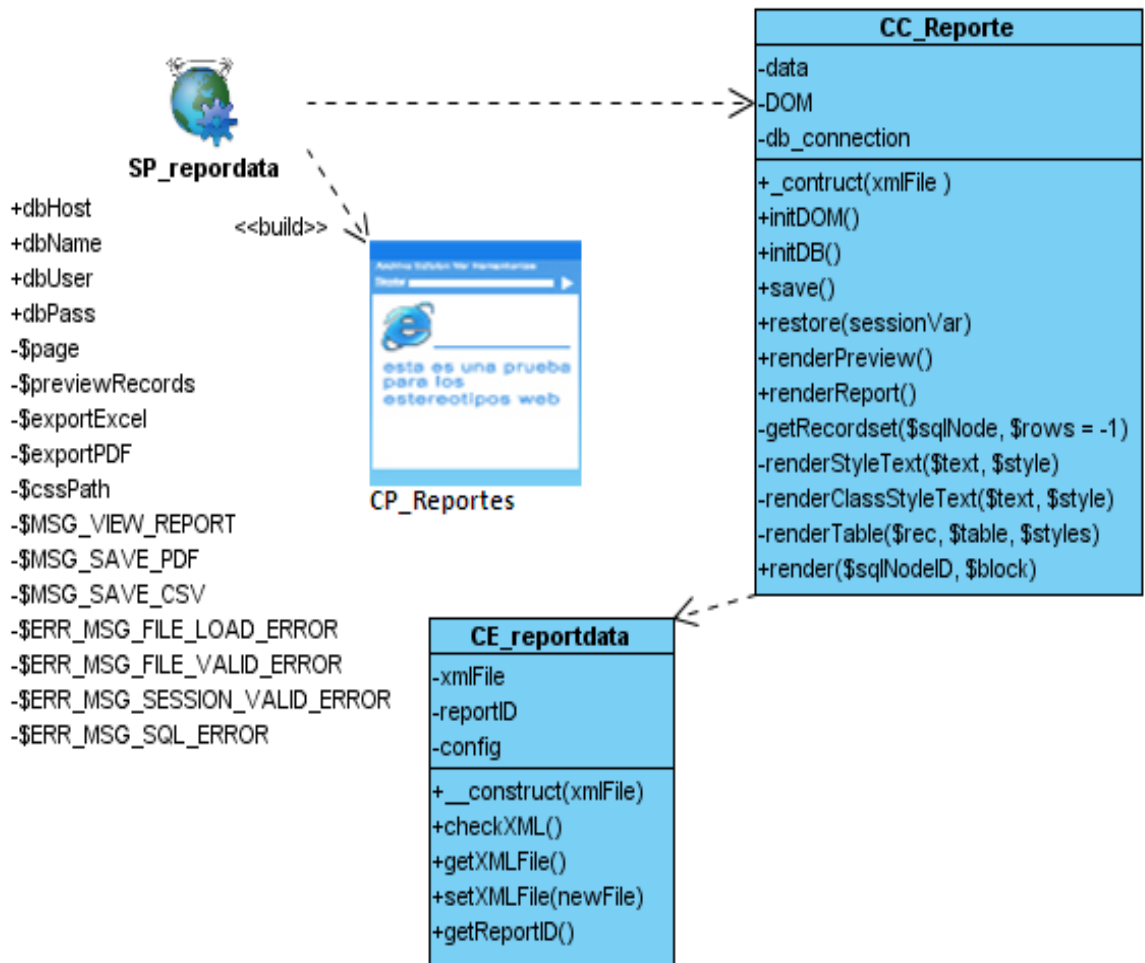 SP_repordata
+dbHost
+dbName
+dbUser
+dbPass
-$page
-$previewRecords
-$exportExcel
-$exportPDF
-$cssPath
-$MSG_VIEW_REPORT
-$MSG_SAVE_PDF
-$MSG_SAVE_CSV
-$ERR_MSG_FILE_LOAD_ERROR
-$ERR_MSG_FILE_VALID_ERROR
-$ERR_MSG_SESSION_VALID_ERROR
-$ERR_MSG_SQL_ERROR
<<build>>
esta es una prueba
para los
estereotipos web
CP_Reportes
CC_Reporte
-data
-DOM
-db_connection
+_contruct(xmlFile )
+initDOM()
+initDB()
+save()
+restore(sessionVar)
+renderPreview()
+renderReport()
-getRecordset($sqlNode, $rows = -1)
-renderStyleText($text, $style)
-renderClassStyleText($text, $style)
-renderTable($rec, $table, $styles)
+render($sqlNodeID, $block)
CE_reportdata
-xmlFile
-reportID
-config
+__construct(xmlFile)
+checkXML()
+getXMLFile()
+setXMLFile(newFile)
+getReportID()